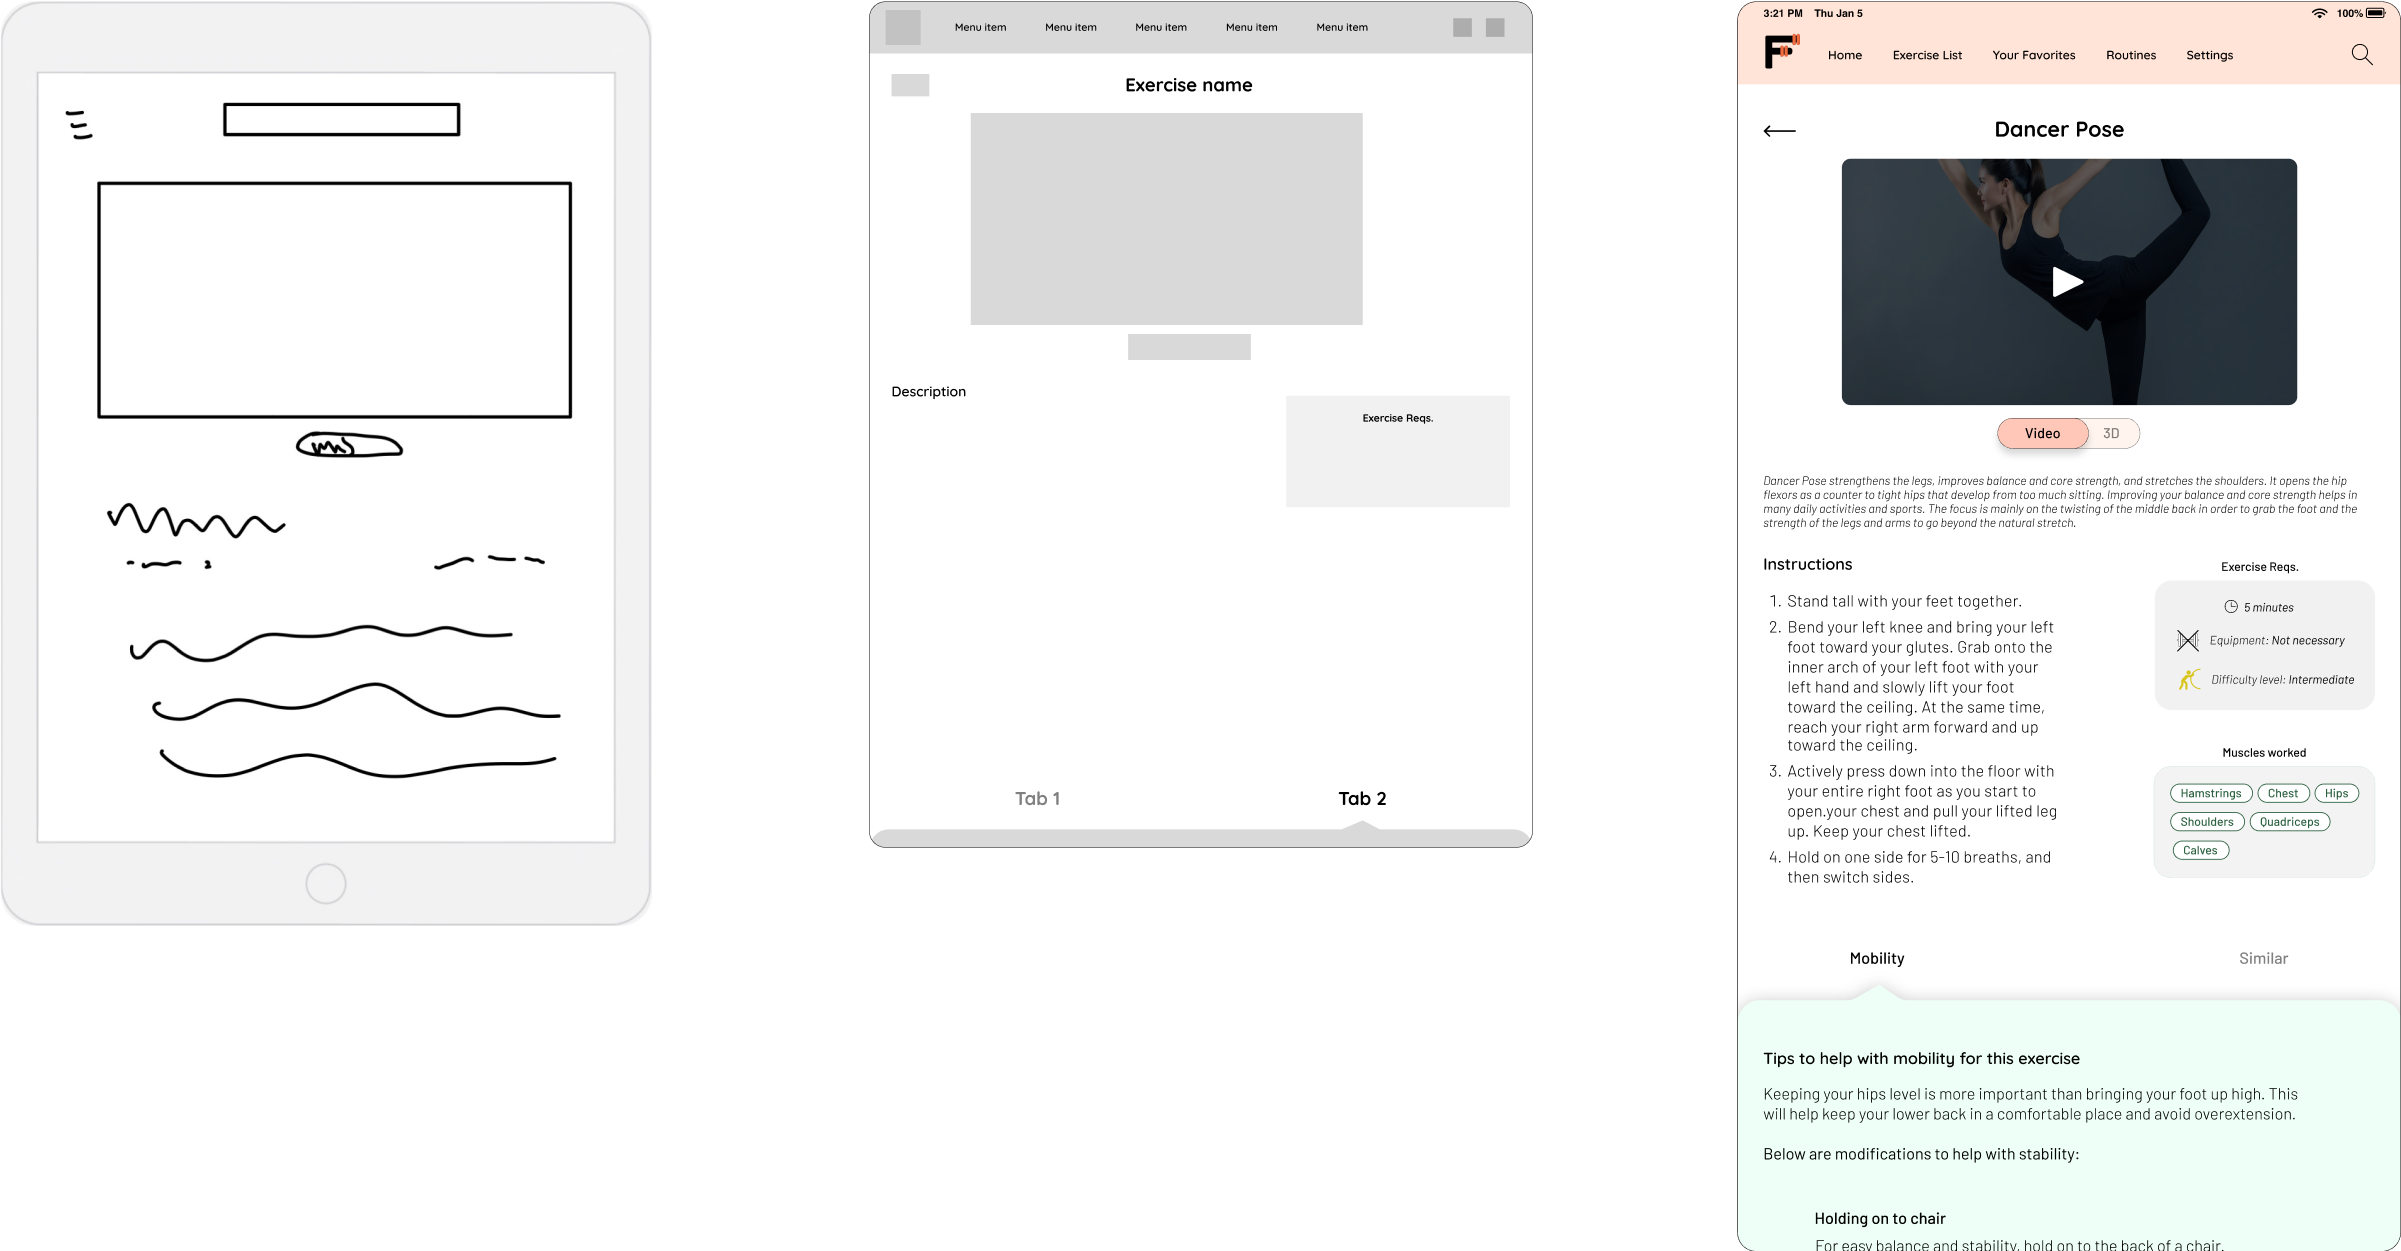 Menu item Menu item Menu item Menu item Menu item
Exercise name
Description
Exercise Reqs.
Tab 1 Tab 2
3:21 PM Thu Jan 5 100%
F
Home Exercise List Your Favorites Routines Settings
Dancer Pose
Video 3D
Dancer Pose strengthens the legs, improves balance and core strength, and stretches the shoulders. It opens the hip
flexors as a counter to tight hips that develop from too much sitting. Improving your balance and core strength helps in
many daily activities and sports. The focus is mainly on the twisting of the middle back in order to grab the foot and the
strength of the legs and arms to go beyond the natural stretch.
Instructions
1. Stand tall with your feet together.
2. Bend your left knee and bring your left
foot toward your glutes. Grab onto the
inner arch of your left foot with your
left hand and slowly lift your foot
toward the ceiling. At the same time,
reach your right arm forward and up
toward the ceiling.
3. Actively press down into the floor with
your entire right foot as you start to
open.your chest and pull your lifted leg
up. Keep your chest lifted.
4. Hold on one side for 5-10 breaths, and
then switch sides.
Exercise Reqs.
5 minutes
Equipment: Not necessary
Difficulty level: Intermediate
Muscles worked
Hamstrings Chest Hips
Shoulders Quadriceps
Calves
Mobility Similar
Tips to help with mobility for this exercise
Keeping your hips level is more important than bringing your foot up high. This
will help keep your lower back in a comfortable place and avoid overextension.
Below are modifications to help with stability:
Holding on to chair
For easy balance and stability, hold on to the back of a chair.